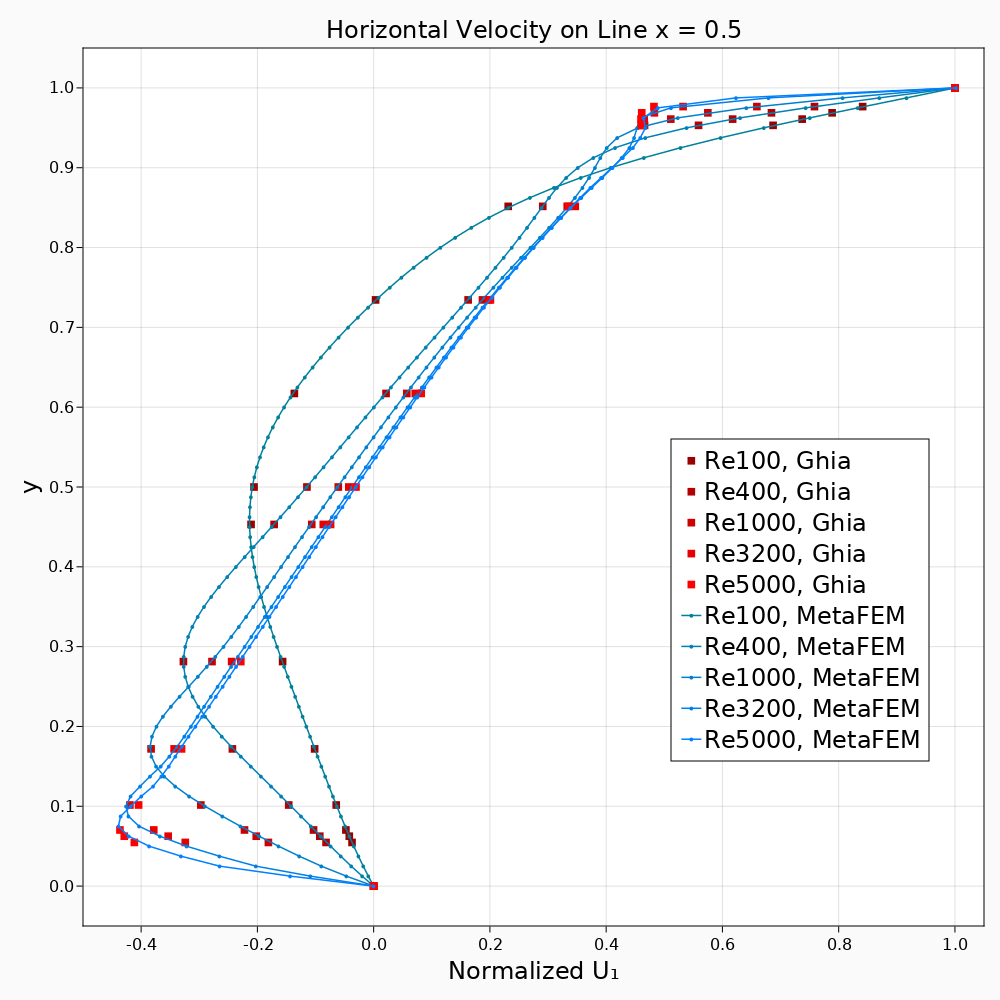 Horizontal Velocity on Line x = 0.5
1.0
0.9
0.8
0.7
0.6
0.5
0.4
0.3
0.2
0.1
0.0
y
Re100, Ghia
Re400, Ghia
Re1000, Ghia
Re3200, Ghia
Re5000, Ghia
Re100, MetaFEM
Re400, MetaFEM
Re1000, MetaFEM
Re3200, MetaFEM
Re5000, MetaFEM
-0.4 -0.2 0.0 0.2 0.4 0.6 0.8 1.0
Normalized U₁